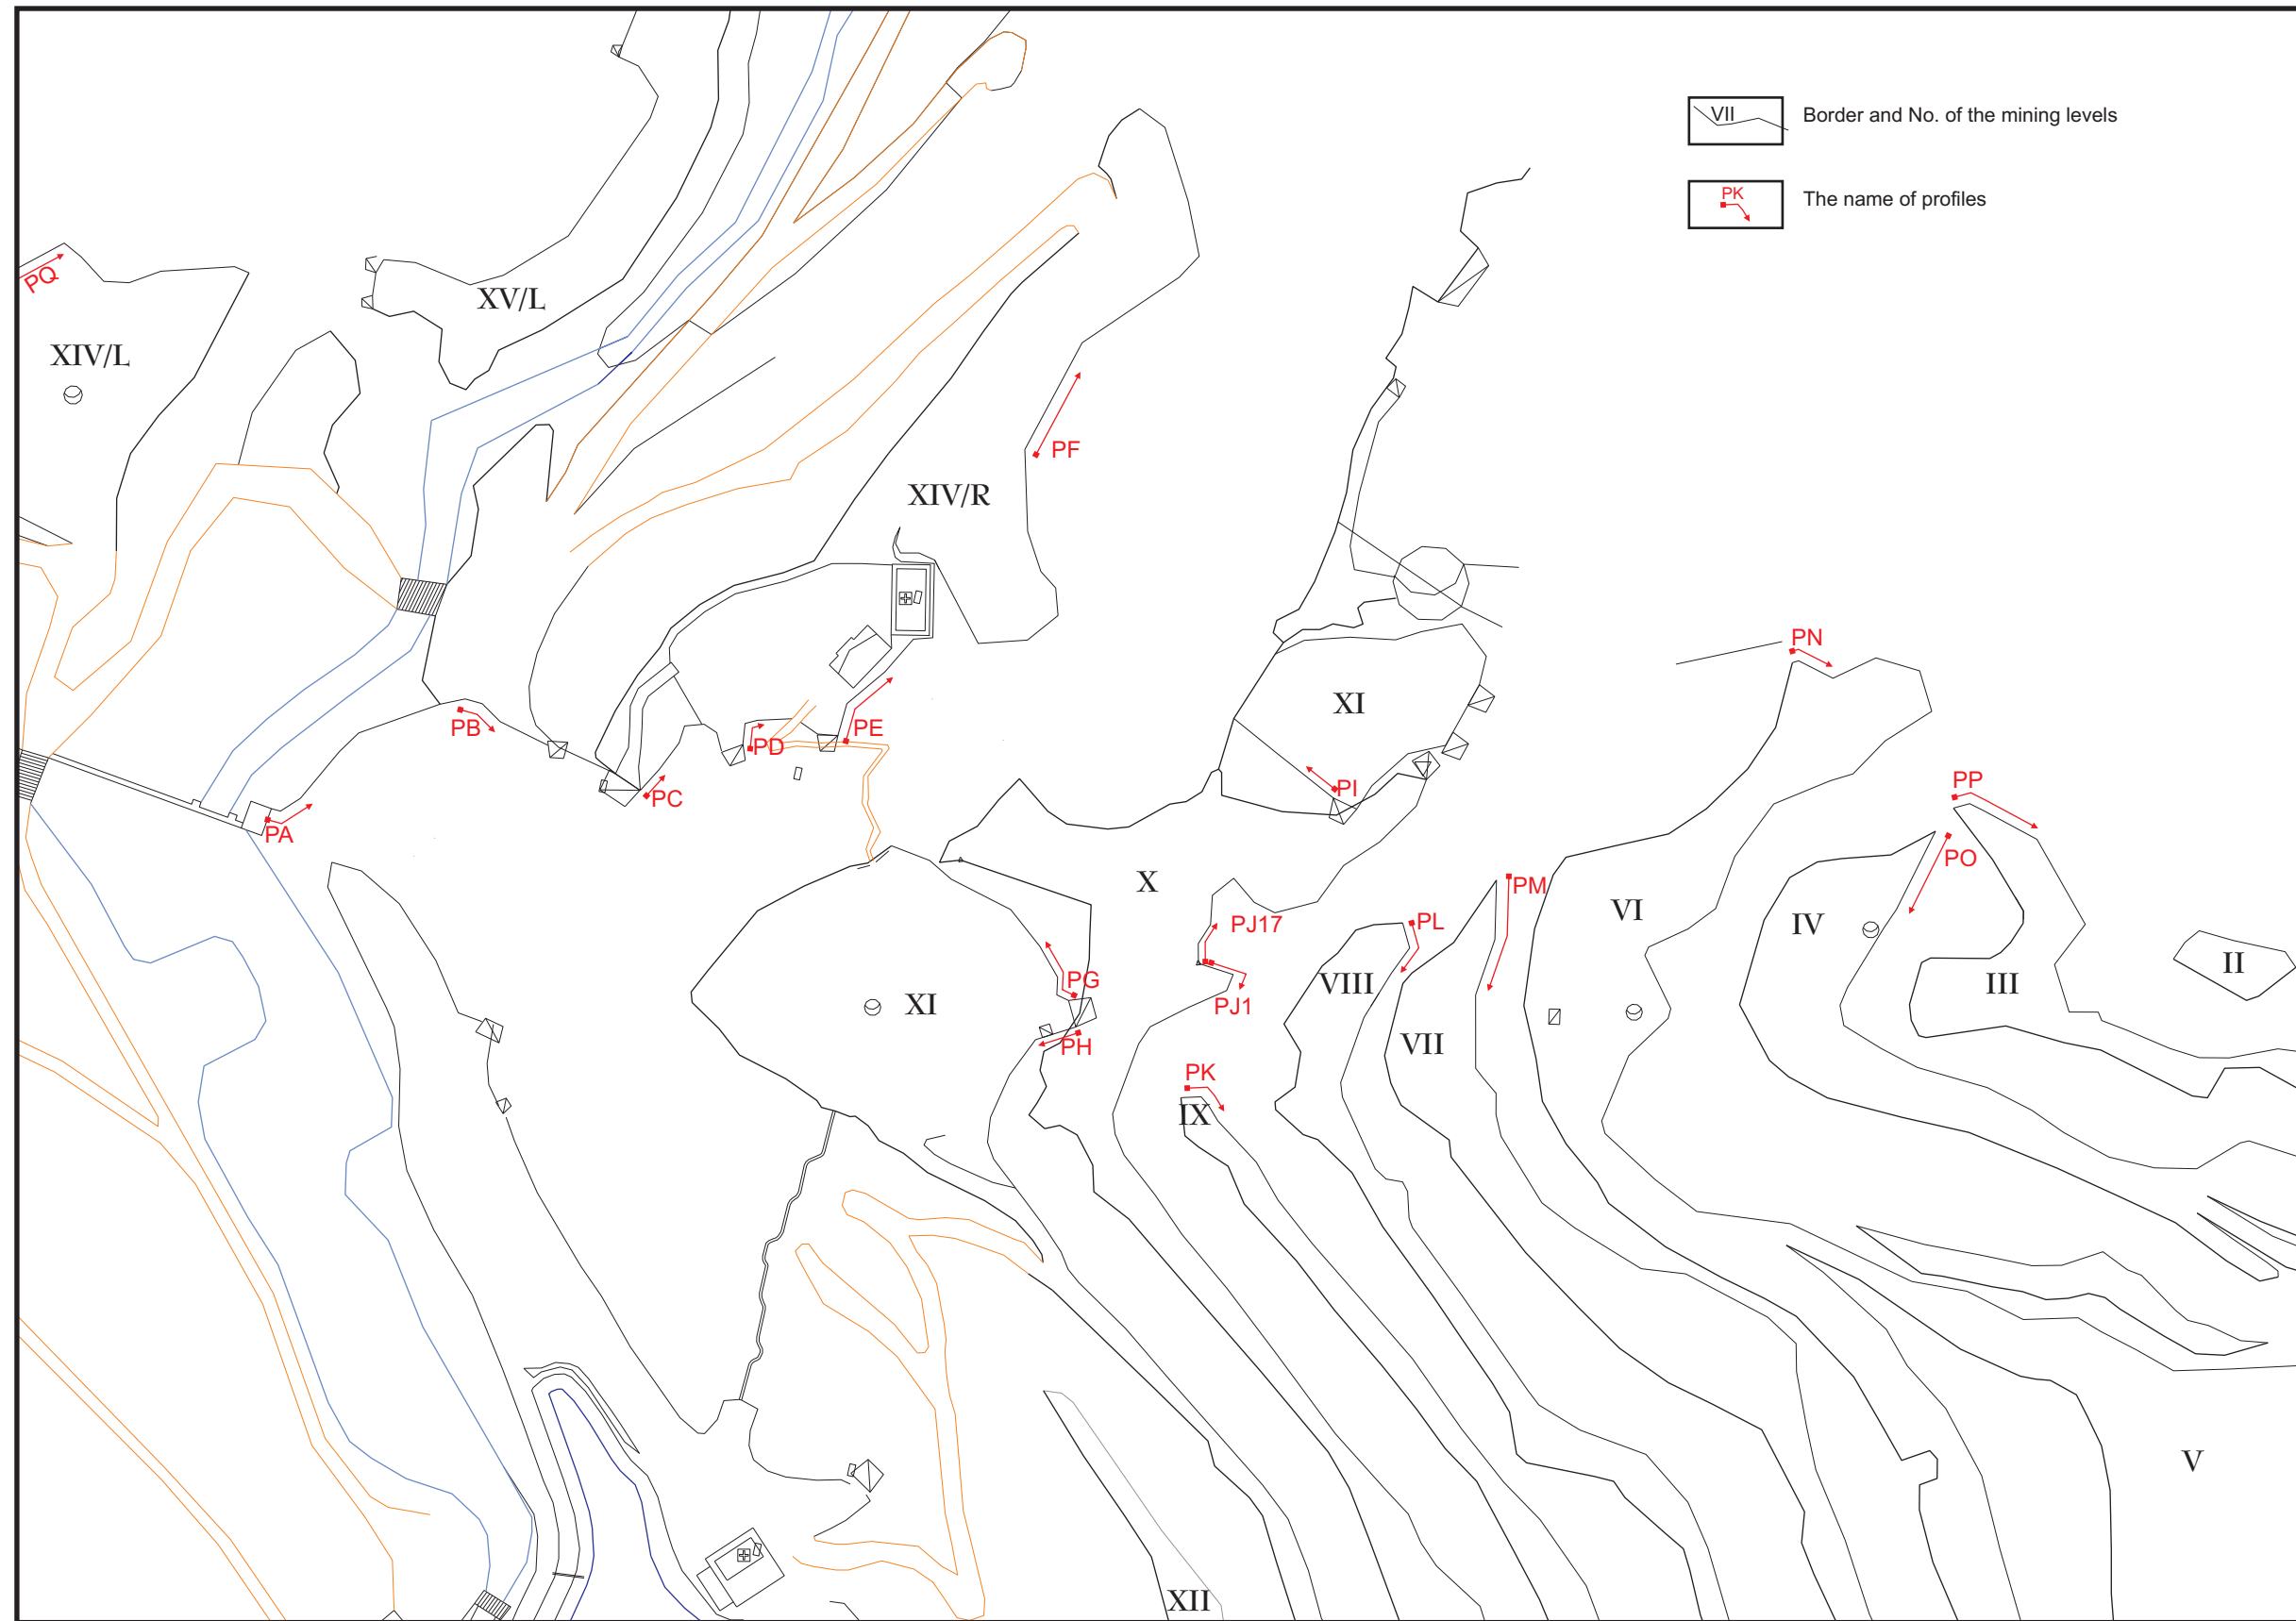 VII Border and No. of the mining levels
PK The name of profiles
PQ
XV/L
XIV/L
PF
XIV/R
PN
XI
PB
PE
PD
PI
PC
PP
PA
PO
X
PM
VI
IV
PJ17
PL
II
PG
VIII
III
XI
PJ1
PH
VII
PK
IX
V
XII